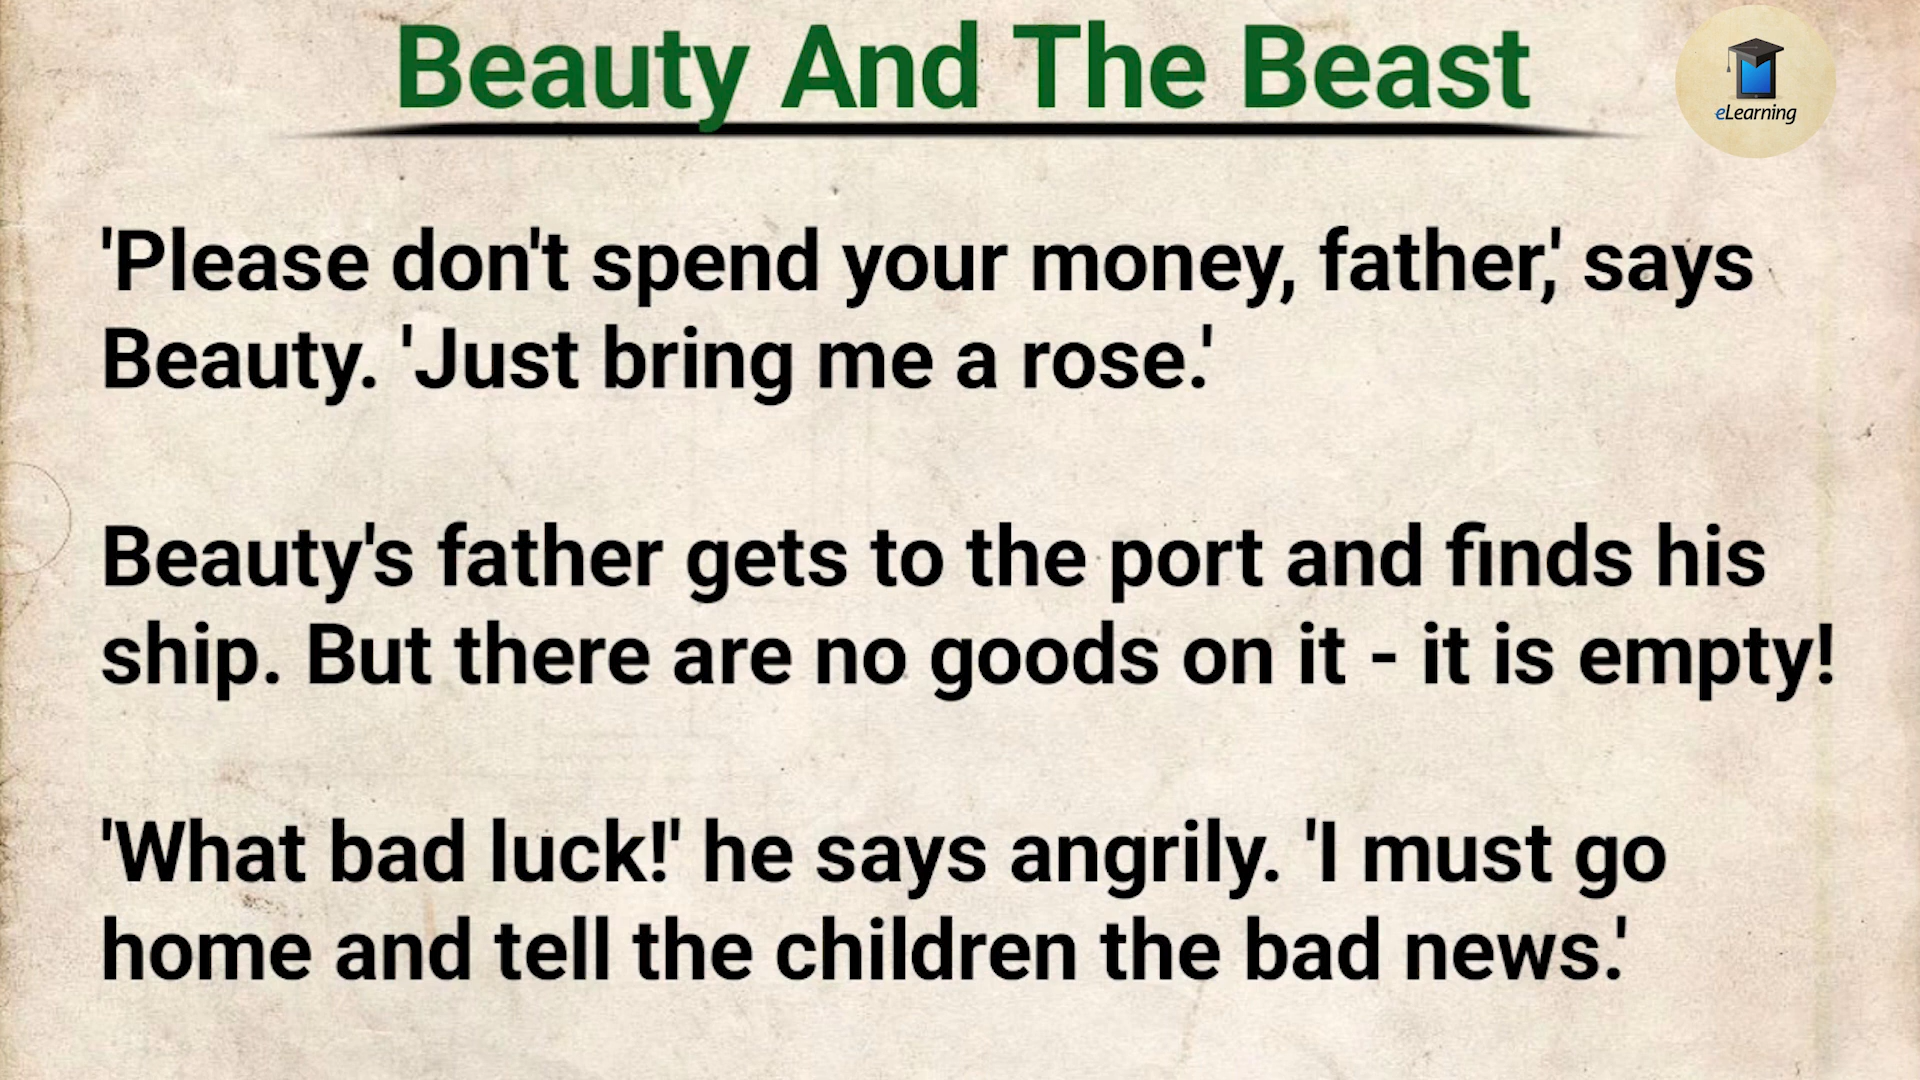 Beauty And The Beast
eLearning
'Please don't spend your money, father,' says
Beauty. 'Just bring me a rose.'
Beauty's father gets to the port and finds his
ship. But there are no goods on it - it is empty!
'What bad luck!' he says angrily. 'I must go
home and tell the children the bad news.'